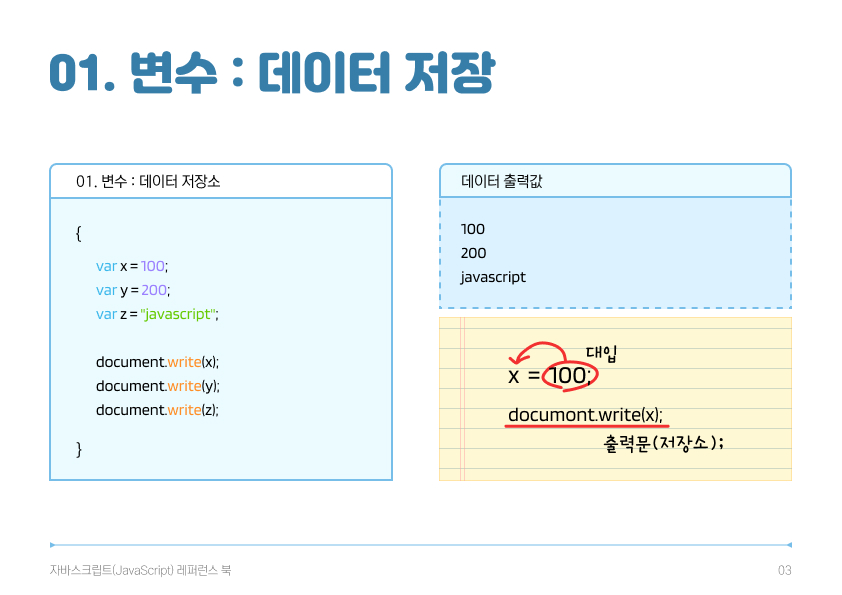 01. 변수 : 데이터 저장
01. 변수 : 데이터 저장소
{
var x = 100;
var y = 200;
var z = "javascript";
document.write(x);
document.write(y);
document.write(z);
}
데이터 출력값
100
200
javascript
대입
x = 100;
documont.write(x);
출력문(저장소);
자바스크립트(JavaScript) 레퍼런스 북
03